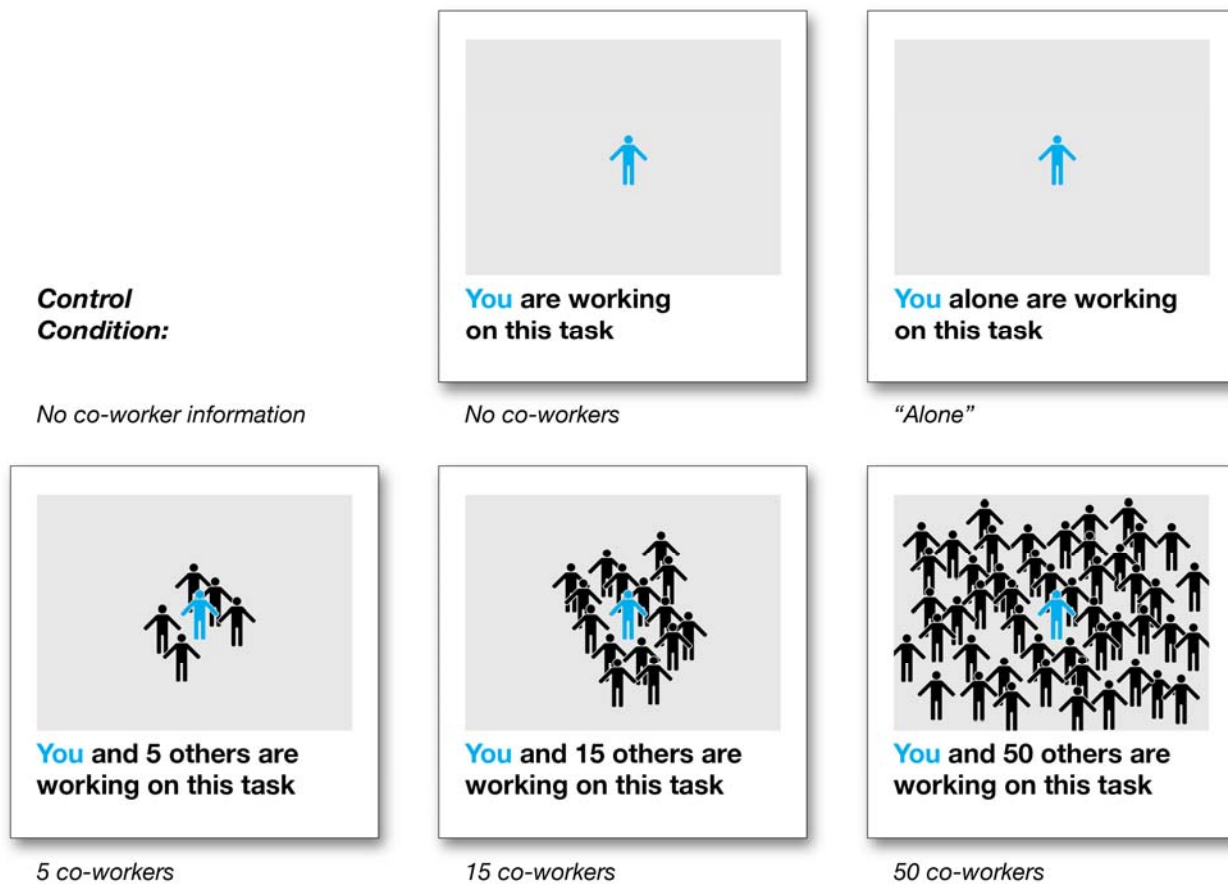 Control
Condition:
No co-worker information
You are working
on this task
No co-workers
You alone are working
on this task
“Alone”
You and 5 others are
working on this task
5 co-workers
You and 15 others are
working on this task
15 co-workers
You and 50 others are
working on this task
50 co-workers